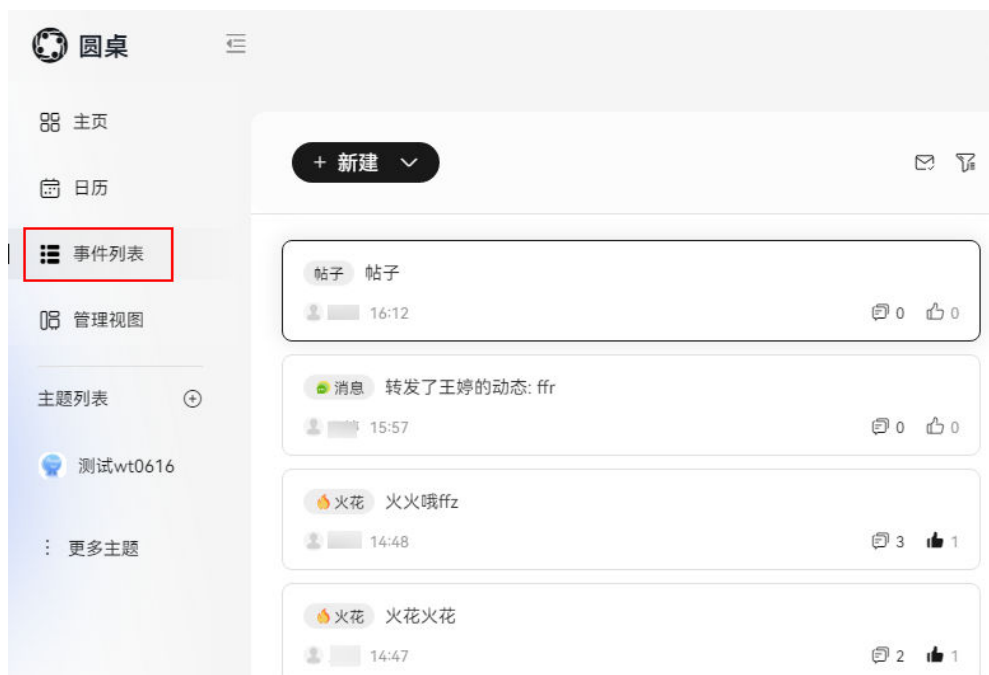 圆桌
主页
日历
事件列表
管理视图
主题列表
测试wt0616
更多主题
+ 新建
帖子 帖子
16:12 0 0
消息 转发了王婷的动态: ffr
15:57 0 0
火花 火火哦ffz
14:48 3 1
火花 火花火花
14:47 2 1